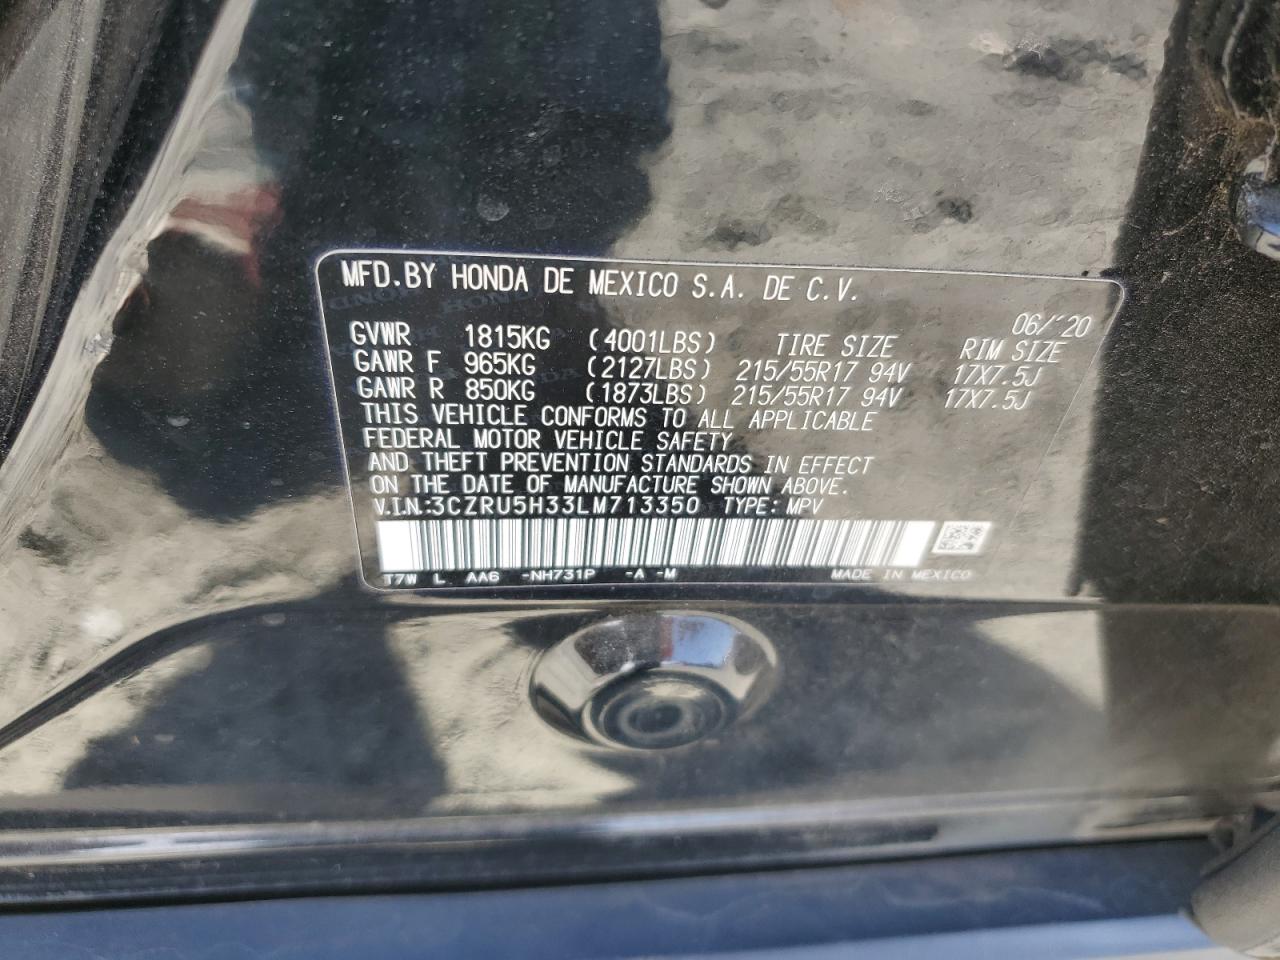 MFD.BY HONDA DE MEXICO S.A. DE C.V.
06/'20
GVWR 1815KG (4001LBS) TIRE SIZE RIM SIZE
GAWR F 965KG (2127LBS) 215/55R17 94V 17X7.5J
GAWR R 850KG (1873LBS) 215/55R17 94V 17X7.5J
THIS VEHICLE CONFORMS TO ALL APPLICABLE
FEDERAL MOTOR VEHICLE SAFETY
AND THEFT PREVENTION STANDARDS IN EFFECT
ON THE DATE OF MANUFACTURE SHOWN ABOVE.
V.I.N:3CZRU5H33LM713350 TYPE: MPV
T7W L AA6 -NH731P -A -M MADE IN MEXICO